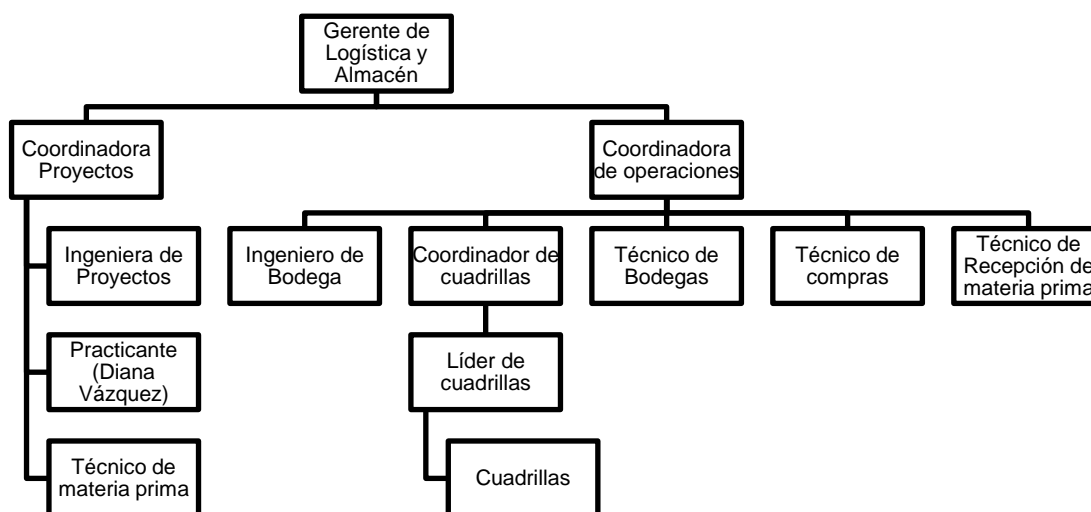 Gerente de
Logística y
Almacén
Coordinadora
Proyectos
Coordinadora
de operaciones
Ingeniera de
Proyectos
Ingeniero de
Bodega
Coordinador de
cuadrillas
Técnico de
Bodegas
Técnico de
compras
Técnico de
Recepción de
materia prima
Practicante
(Diana
Vázquez)
Líder de
cuadrillas
Técnico de
materia prima
Cuadrillas